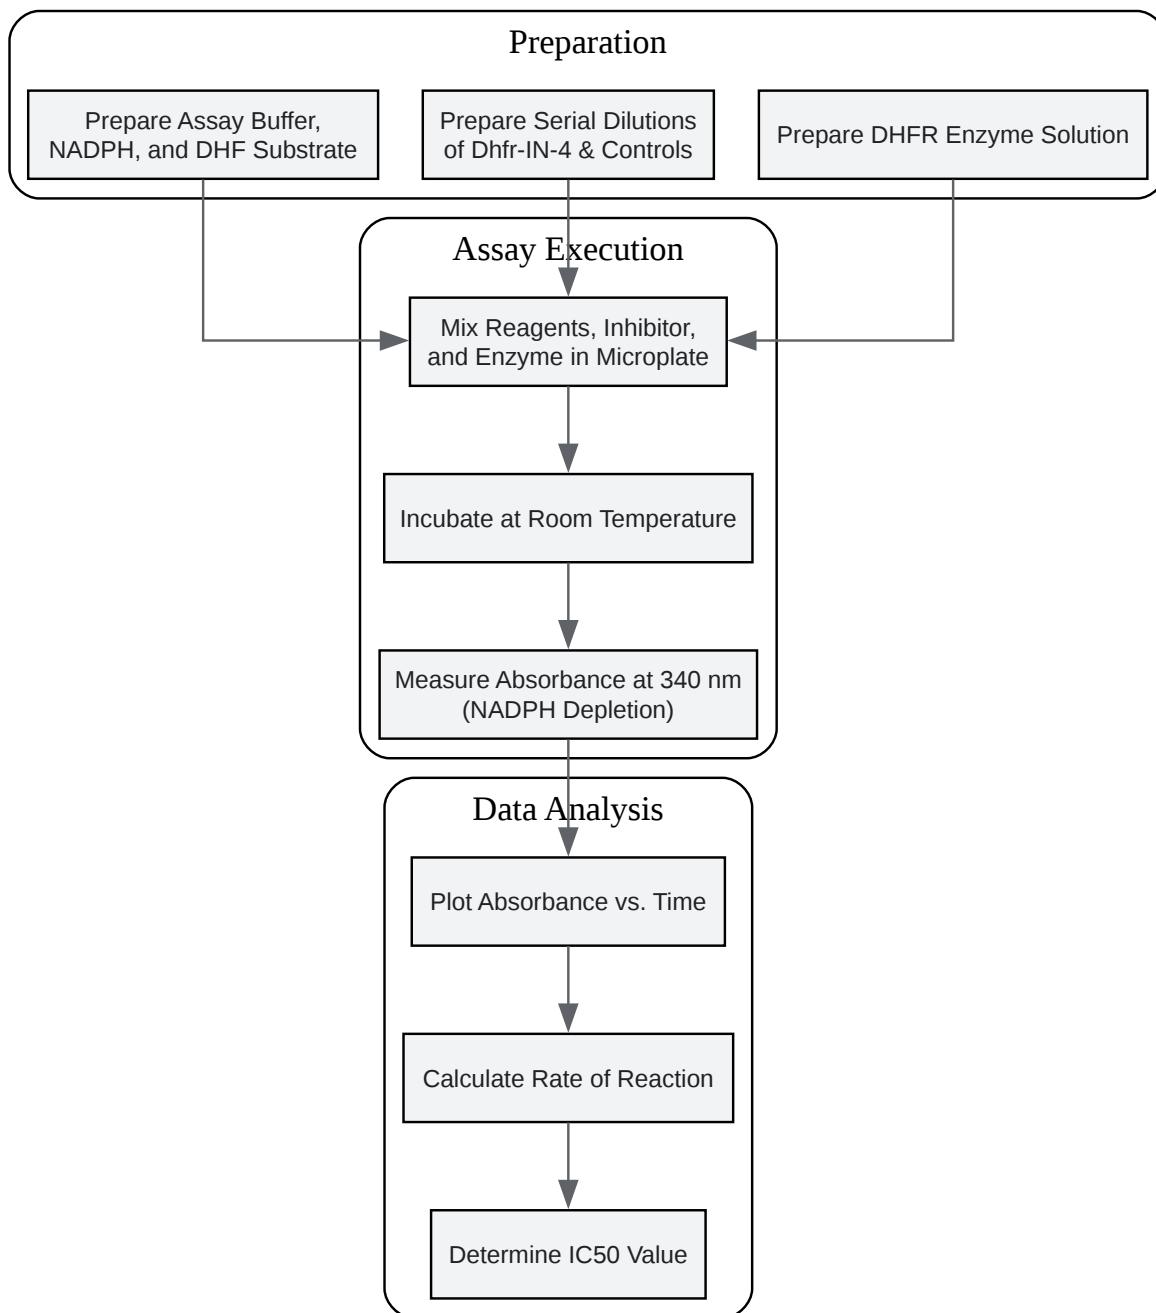 Preparation
Prepare Assay Buffer,
NADPH, and DHF Substrate
Prepare Serial Dilutions
of Dhfr-IN-4 & Controls
Prepare DHFR Enzyme Solution
Assay Execution
Mix Reagents, Inhibitor,
and Enzyme in Microplate
Incubate at Room Temperature
Measure Absorbance at 340 nm
(NADPH Depletion)
Data Analysis
Plot Absorbance vs. Time
Calculate Rate of Reaction
Determine IC50 Value